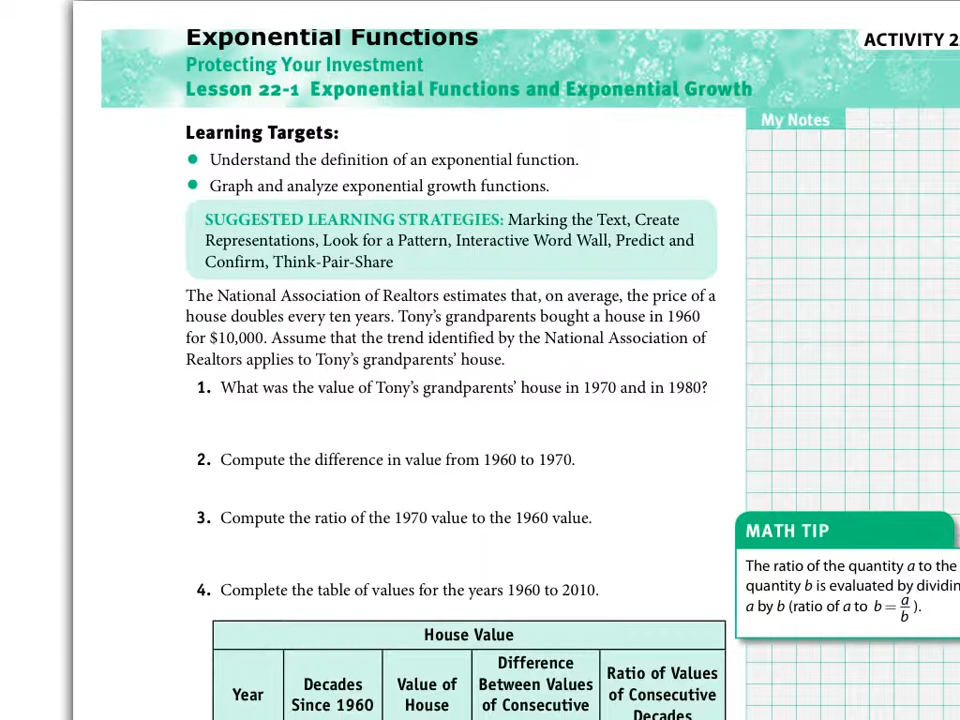 Exponential Functions
ACTIVITY 2
Protecting Your Investment
Lesson 22-1 Exponential Functions and Exponential Growth
My Notes
Learning Targets:
• Understand the definition of an exponential function.
• Graph and analyze exponential growth functions.
SUGGESTED LEARNING STRATEGIES: Marking the Text, Create
Representations, Look for a Pattern, Interactive Word Wall, Predict and
Confirm, Think-Pair-Share
The National Association of Realtors estimates that, on average, the price of a
house doubles every ten years. Tony's grandparents bought a house in 1960
for $10,000. Assume that the trend identified by the National Association of
Realtors applies to Tony's grandparents' house.
1. What was the value of Tony's grandparents' house in 1970 and in 1980?
2. Compute the difference in value from 1960 to 1970.
3. Compute the ratio of the 1970 value to the 1960 value.
MATH TIP
The ratio of the quantity a to the
quantity b is evaluated by dividin
a by b (ratio of a to b = a/b).
4. Complete the table of values for the years 1960 to 2010.
House Value
Year
Decades
Since 1960
Value of
House
Difference
Between Values
of Consecutive
Ratio of Values
of Consecutive
Decades